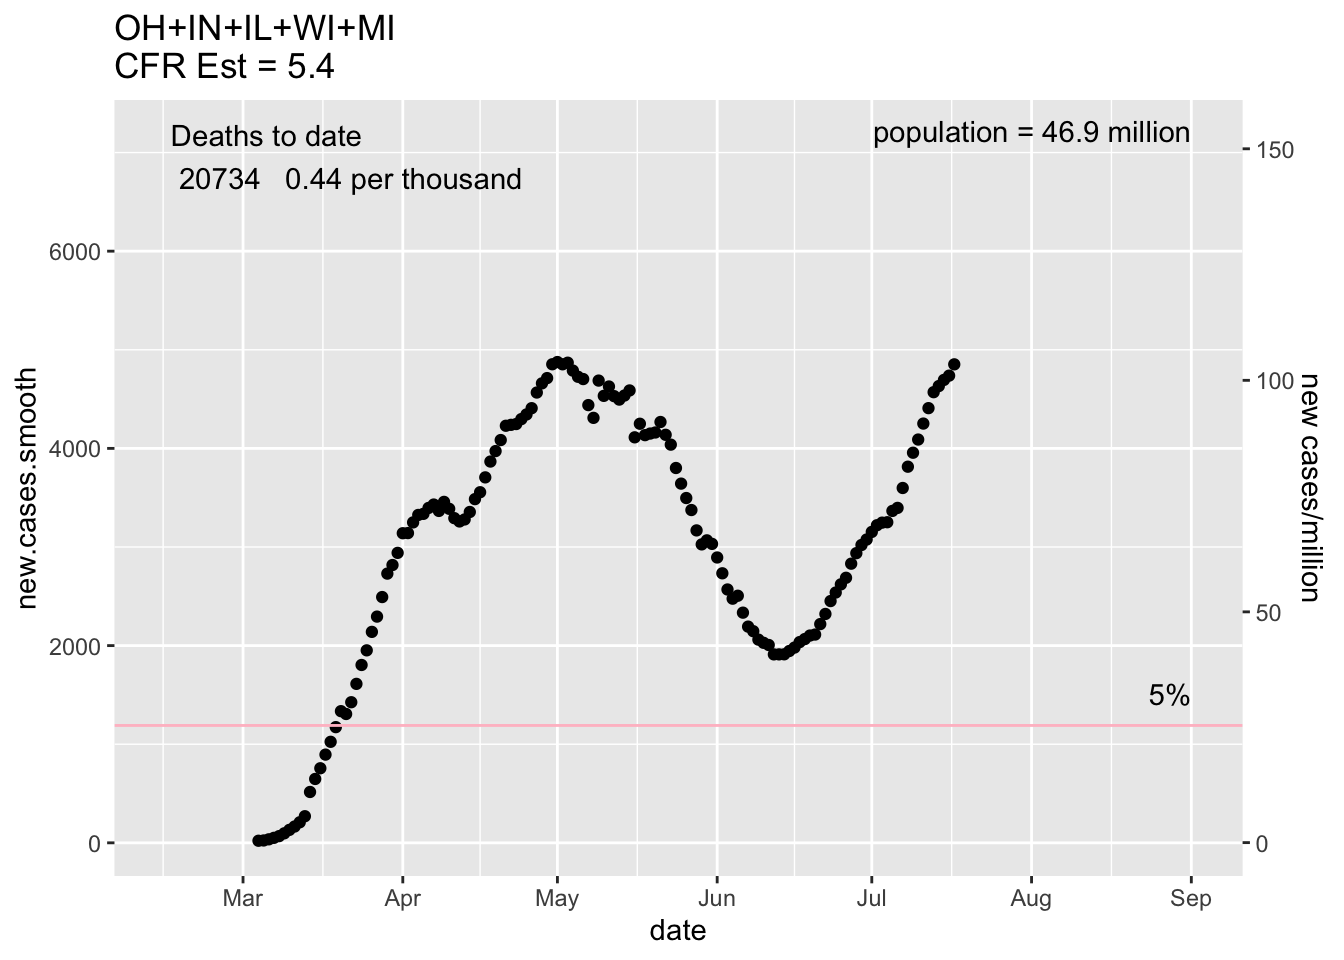 OH+IN+IL+WI+MI
CFR Est = 5.4
Deaths to date
20734 0.44 per thousand
population = 46.9 million
5%
new.cases.smooth
6000
4000
2000
0
150
100
50
0
new cases/million
Mar Apr May Jun Jul Aug Sep
date